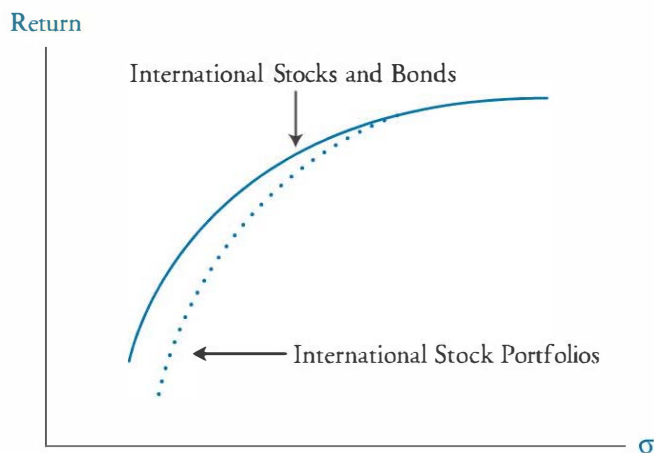 Return
International Stocks and Bonds
International Stock Portfolios
σ